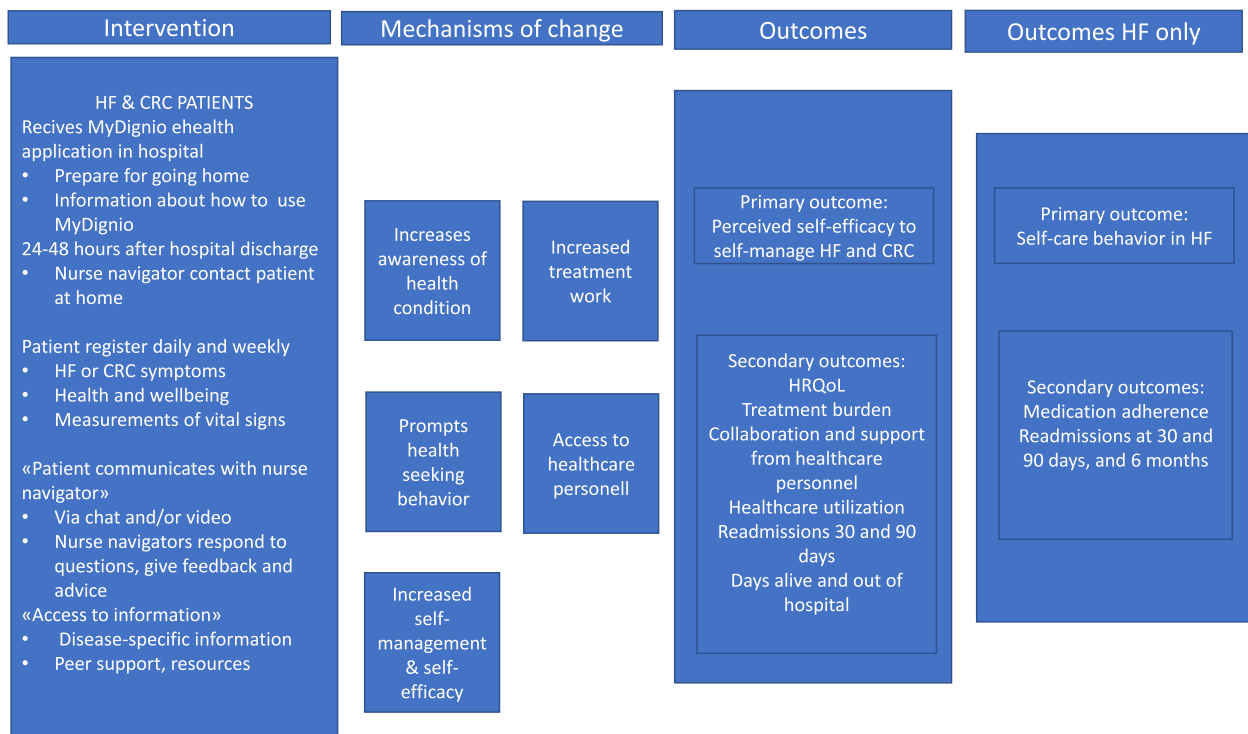 Intervention
HF & CRC PATIENTS
Recives MyDignio ehealth
application in hospital
• Prepare for going home
• Information about how to use
MyDignio
24-48 hours after hospital discharge
• Nurse navigator contact patient
at home
Patient register daily and weekly
• HF or CRC symptoms
• Health and wellbeing
• Measurements of vital signs
«Patient communicates with nurse
navigator»
• Via chat and/or video
• Nurse navigators respond to
questions, give feedback and
advice
«Access to information»
• Disease-specific information
• Peer support, resources
Mechanisms of change
Increases
awareness of
health
condition
Increased
treatment
work
Prompts
health
seeking
behavior
Access to
healthcare
personell
Increased
self-
management
& self-
efficacy
Outcomes
Primary outcome:
Perceived self-efficacy to
self-manage HF and CRC
Secondary outcomes:
HRQoL
Treatment burden
Collaboration and support
from healthcare
personnel
Healthcare utilization
Readmissions 30 and 90
days
Days alive and out of
hospital
Outcomes HF only
Primary outcome:
Self-care behavior in HF
Secondary outcomes:
Medication adherence
Readmissions at 30 and
90 days, and 6 months